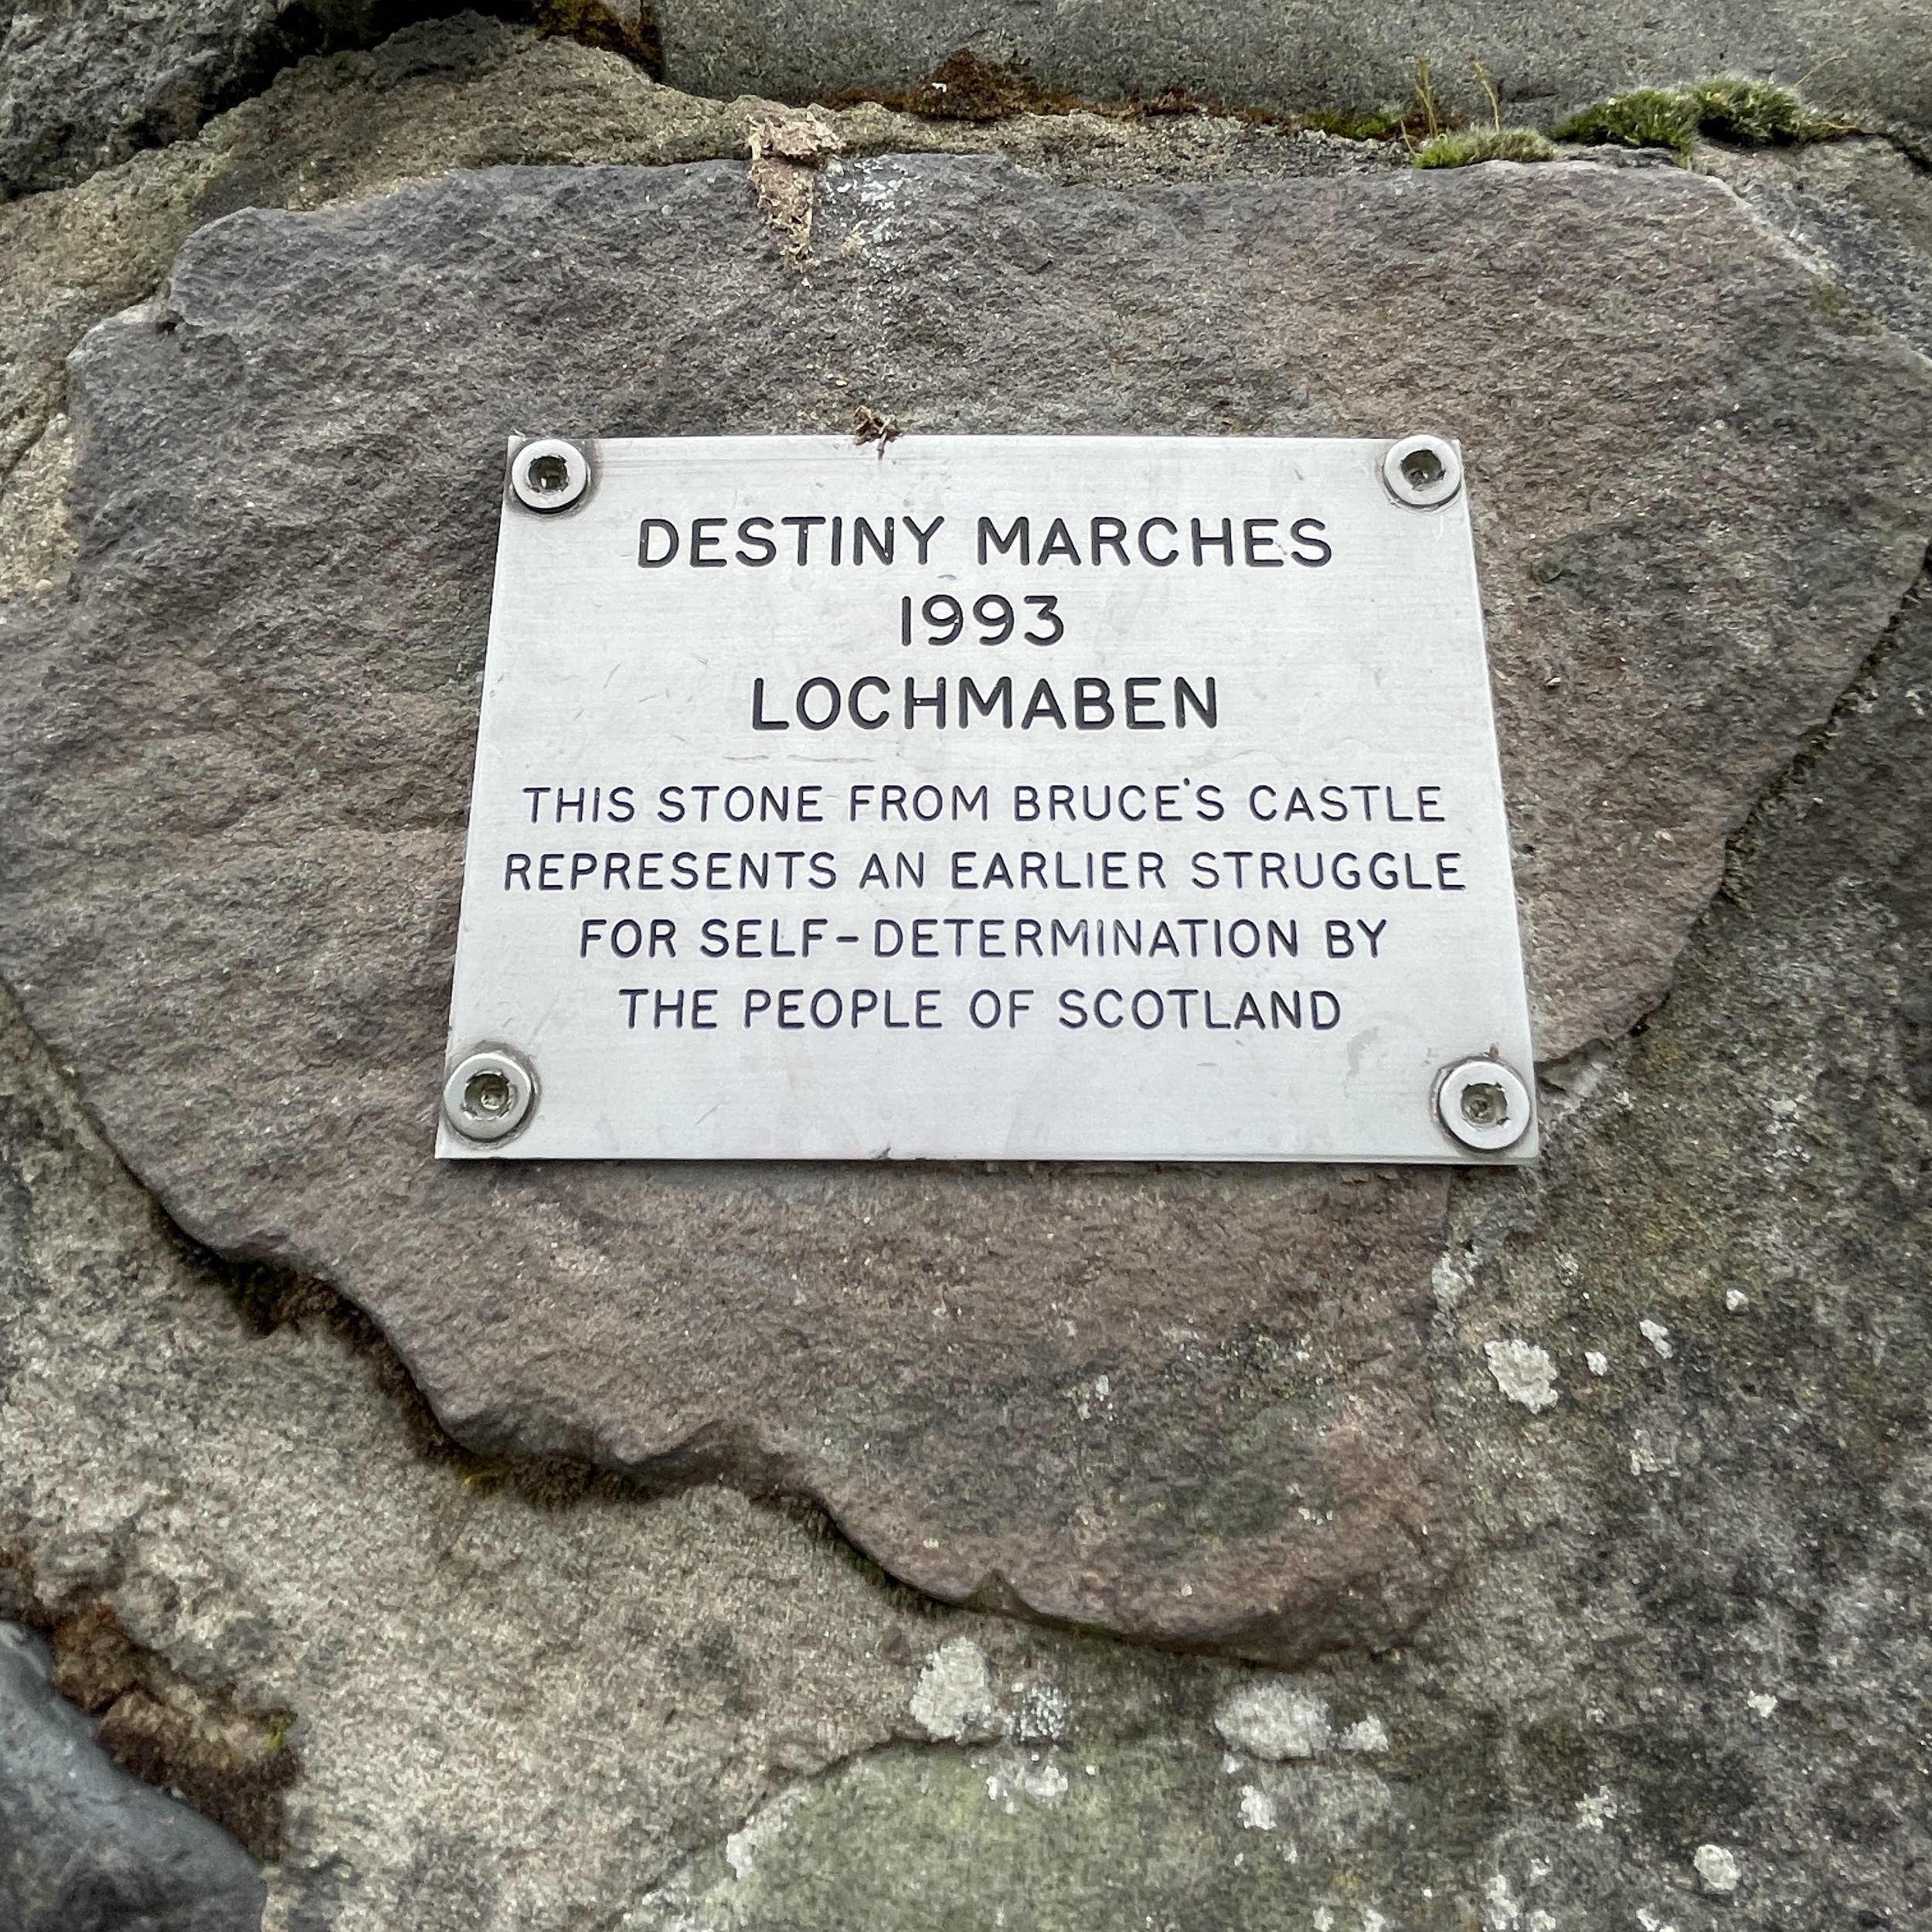 DESTINY MARCHES
1993
LOCHMABEN
THIS STONE FROM BRUCE'S CASTLE
REPRESENTS AN EARLIER STRUGGLE
FOR SELF-DETERMINATION BY
THE PEOPLE OF SCOTLAND